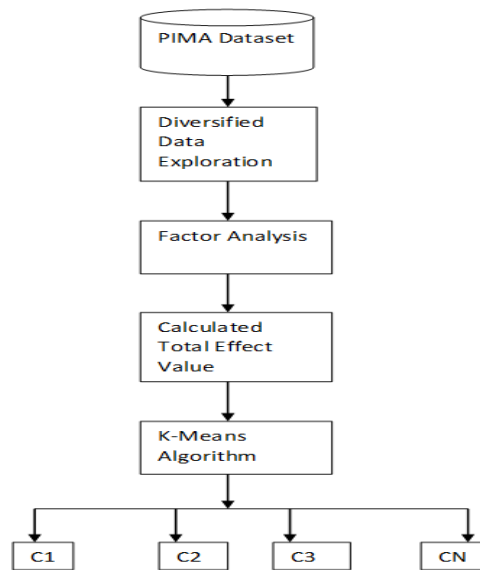 PIMA Dataset
Diversified
Data
Exploration
Factor Analysis
Calculated
Total Effect
Value
K-Means
Algorithm
C1
C2
C3
CN